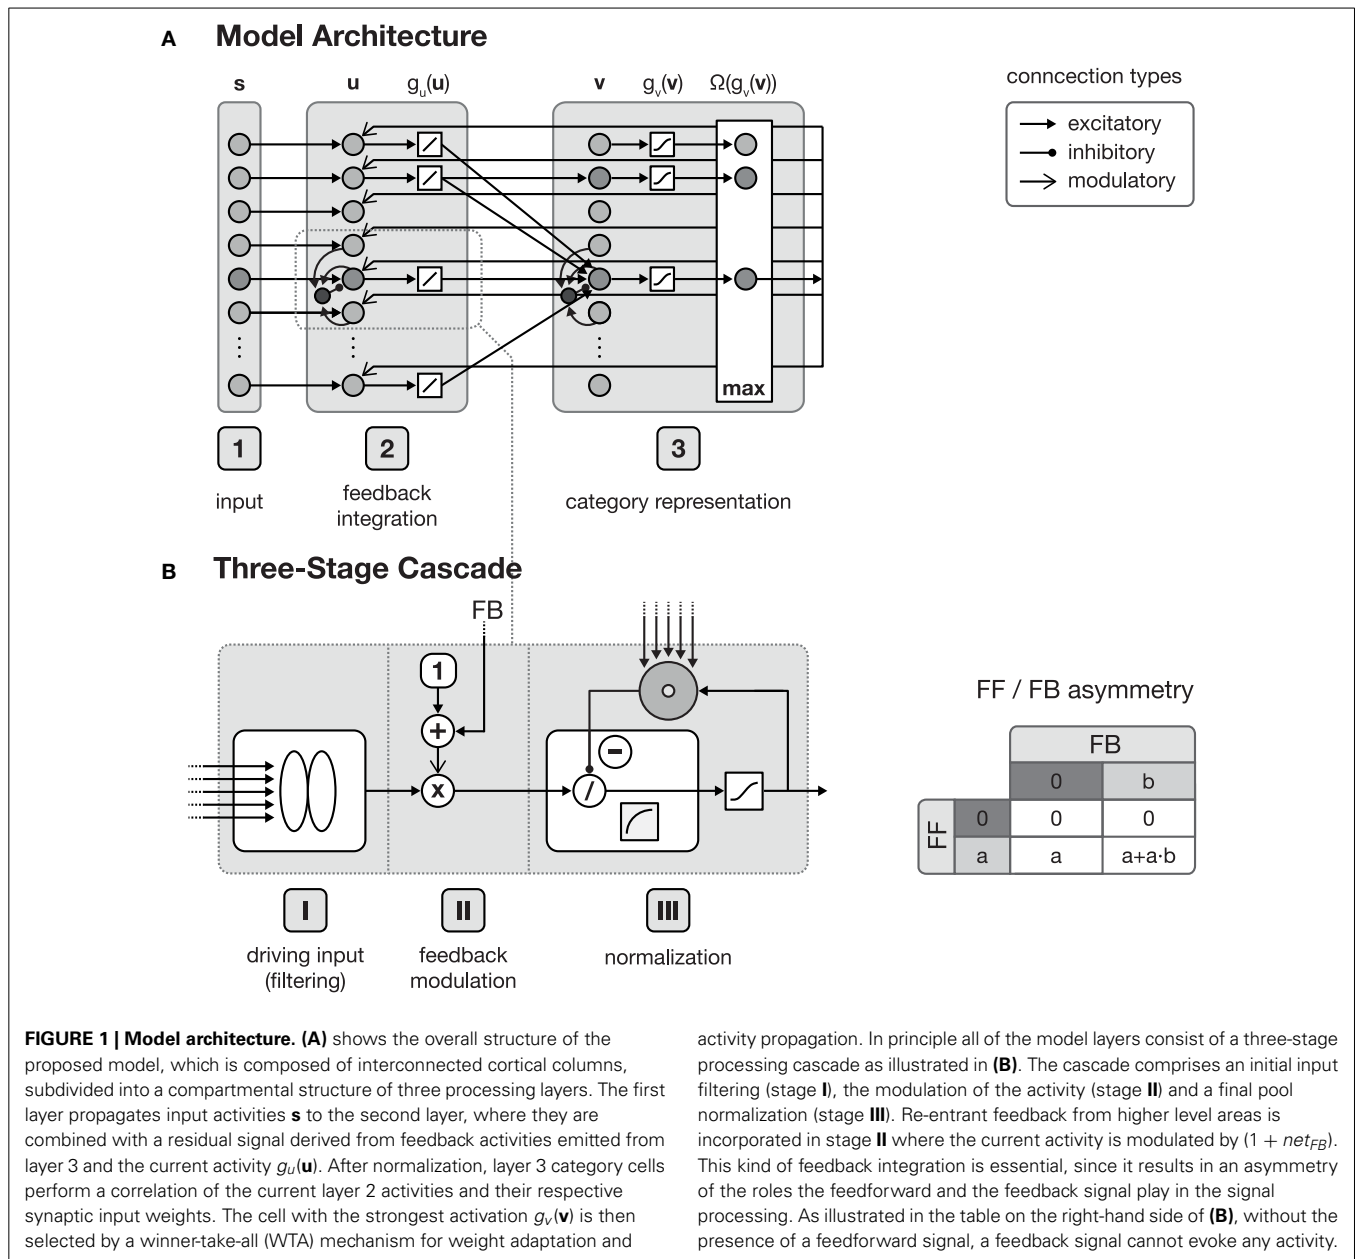 A Model Architecture
s u g_u(u) v g_v(v) Ω(g_v(v))
conncection types
excitatory
inhibitory
modulatory
max
1 2 3
input
feedback
integration
category representation
B Three-Stage Cascade
FB
1
+
x
−
/
FF / FB asymmetry
FB
0 b
FF 0 0 0
a a a+a·b
I II III
driving input
(filtering)
feedback
modulation
normalization
FIGURE 1 | Model architecture. (A) shows the overall structure of the
proposed model, which is composed of interconnected cortical columns,
subdivided into a compartmental structure of three processing layers. The first
layer propagates input activities s to the second layer, where they are
combined with a residual signal derived from feedback activities emitted from
layer 3 and the current activity g_u(u). After normalization, layer 3 category cells
perform a correlation of the current layer 2 activities and their respective
synaptic input weights. The cell with the strongest activation g_v(v) is then
selected by a winner-take-all (WTA) mechanism for weight adaptation and
activity propagation. In principle all of the model layers consist of a three-stage
processing cascade as illustrated in (B). The cascade comprises an initial input
filtering (stage I), the modulation of the activity (stage II) and a final pool
normalization (stage III). Re-entrant feedback from higher level areas is
incorporated in stage II where the current activity is modulated by (1 + net_FB).
This kind of feedback integration is essential, since it results in an asymmetry
of the roles the feedforward and the feedback signal play in the signal
processing. As illustrated in the table on the right-hand side of (B), without the
presence of a feedforward signal, a feedback signal cannot evoke any activity.